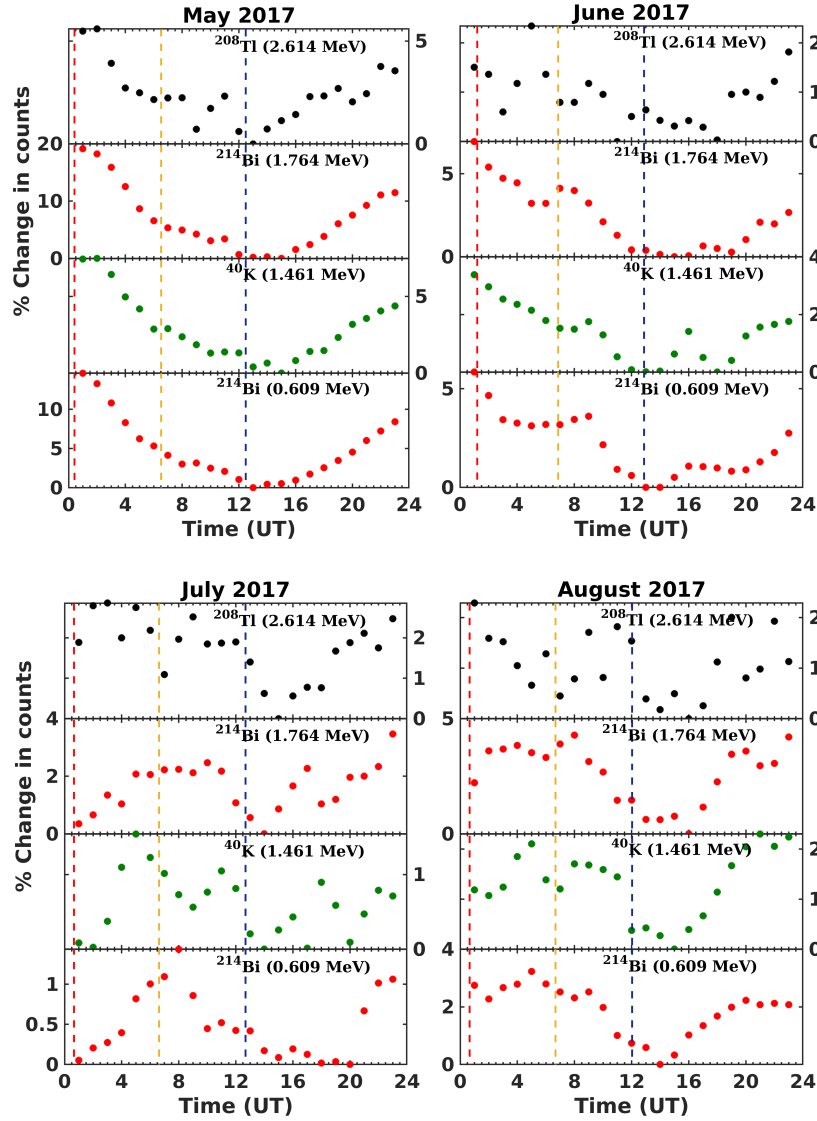 May 2017
June 2017
% Change in counts
²⁰⁸Tl (2.614 MeV)
5
0
²¹⁴Bi (1.764 MeV)
20
10
0
⁴⁰K (1.461 MeV)
5
0
²¹⁴Bi (0.609 MeV)
10
5
0
0 4 8 12 16 20 24
Time (UT)
²⁰⁸Tl (2.614 MeV)
2
1
0
²¹⁴Bi (1.764 MeV)
5
0
⁴⁰K (1.461 MeV)
4
2
0
²¹⁴Bi (0.609 MeV)
5
0
0 4 8 12 16 20 24
Time (UT)
July 2017
August 2017
% Change in counts
²⁰⁸Tl (2.614 MeV)
2
1
0
²¹⁴Bi (1.764 MeV)
4
2
0
⁴⁰K (1.461 MeV)
1
0
²¹⁴Bi (0.609 MeV)
1
0.5
0
0 4 8 12 16 20 24
Time (UT)
²⁰⁸Tl (2.614 MeV)
2
1
0
²¹⁴Bi (1.764 MeV)
5
0
⁴⁰K (1.461 MeV)
2
1
0
²¹⁴Bi (0.609 MeV)
4
2
0
0 4 8 12 16 20 24
Time (UT)